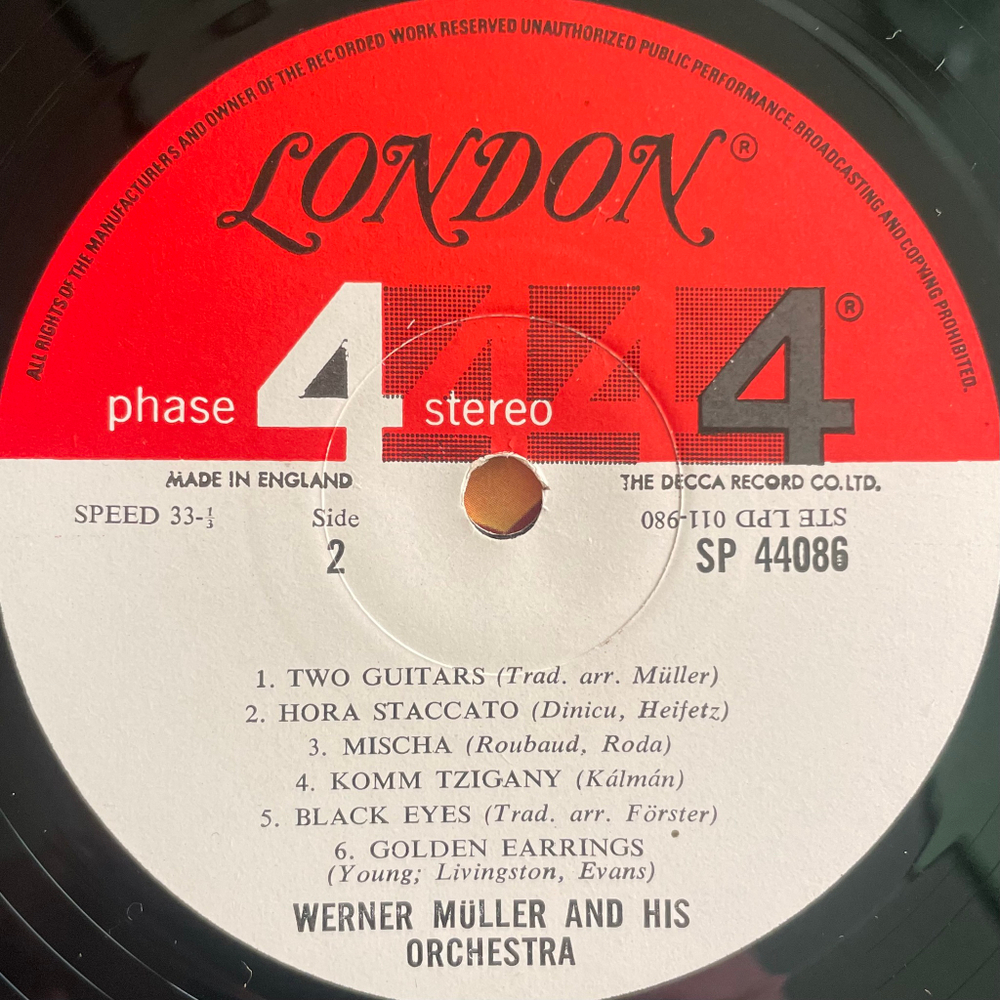 ALL RIGHTS OF THE MANUFACTURERS AND OWNER OF THE RECORDED WORK RESERVED UNAUTHORIZED PUBLIC PERFORMANCE, BROADCASTING AND COPYING PROHIBITED.
LONDON®
phase 4 stereo 4 4 4®
MADE IN ENGLAND THE DECCA RECORD CO. LTD.
SPEED 33-⅓ Side STE LPD 011-980
2 SP 44086
1. TWO GUITARS (Trad. arr. Müller)
2. HORA STACCATO (Dinicu, Heifetz)
3. MISCHA (Roubaud, Roda)
4. KOMM TZIGANY (Kálmán)
5. BLACK EYES (Trad. arr. Förster)
6. GOLDEN EARRINGS
(Young; Livingston, Evans)
WERNER MÜLLER AND HIS
ORCHESTRA